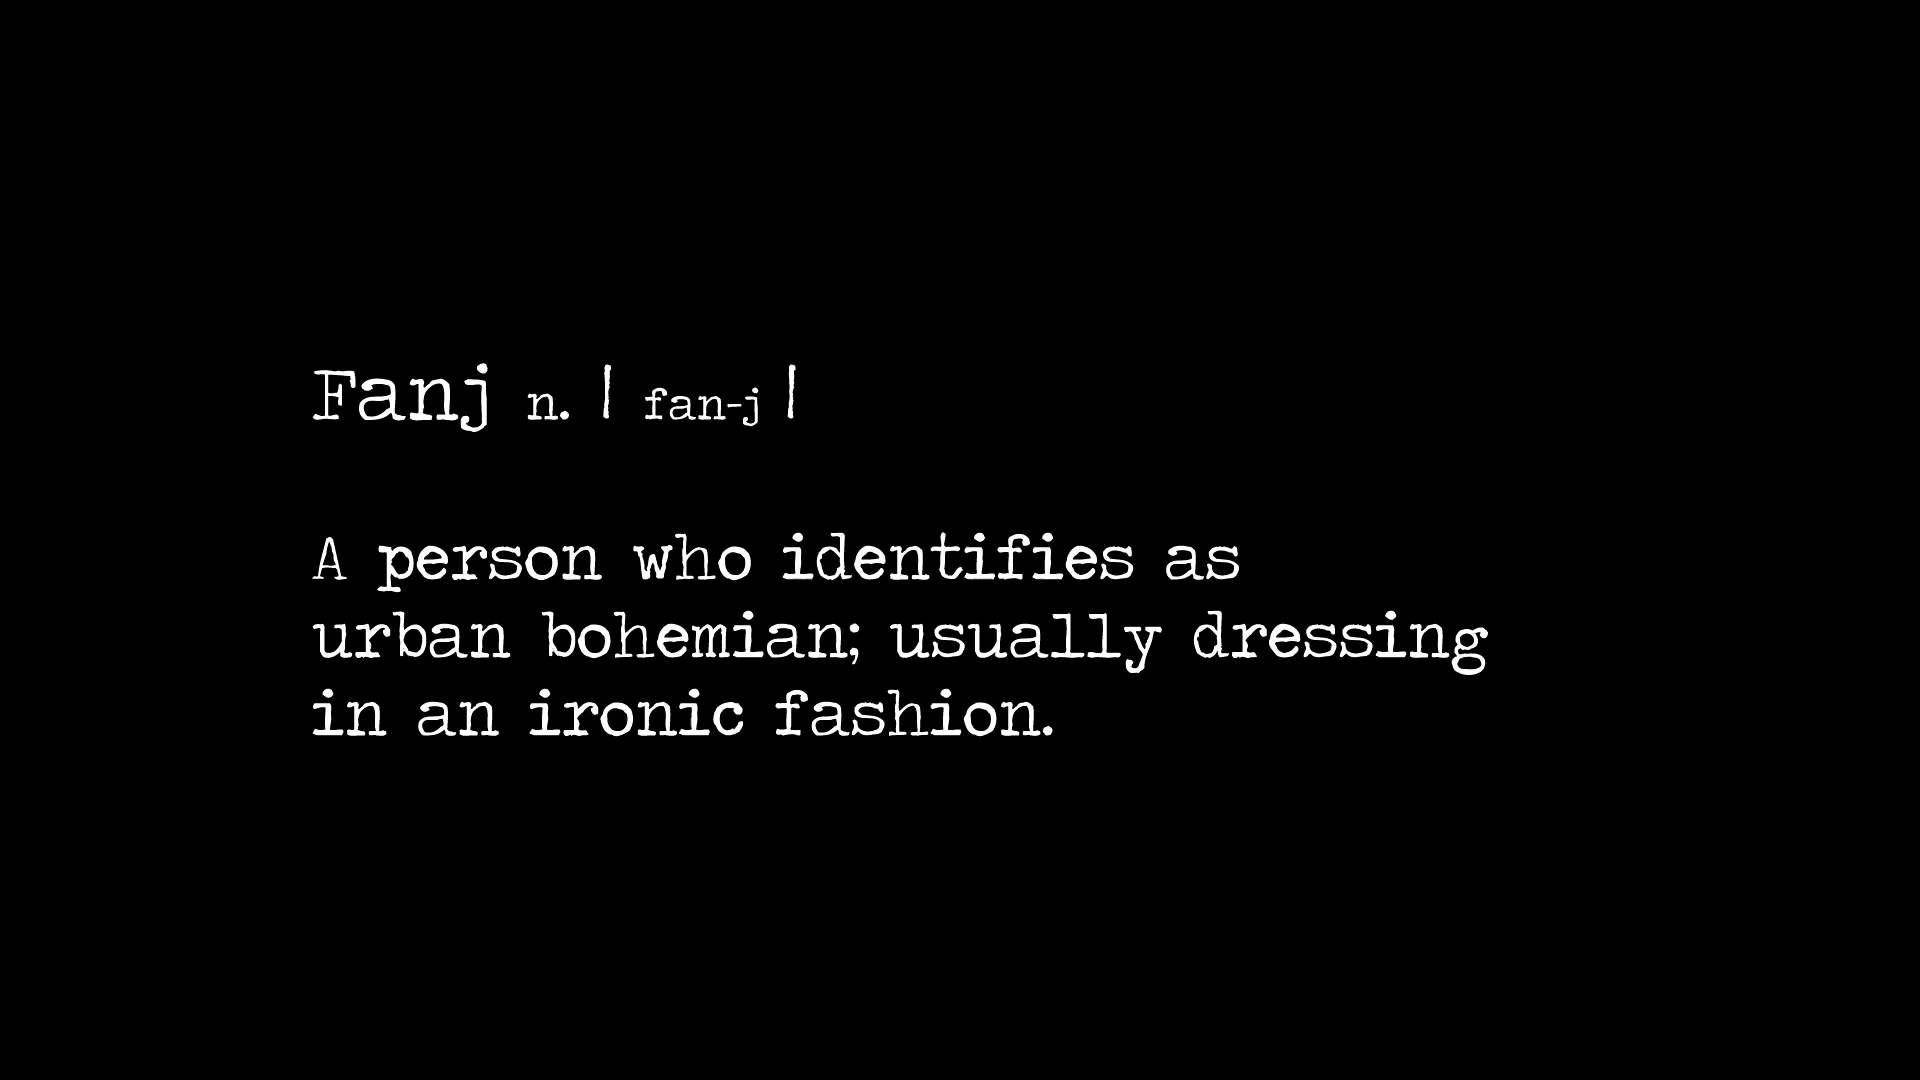 Fanj n. | fan-j |
A person who identifies as
urban bohemian; usually dressing
in an ironic fashion.